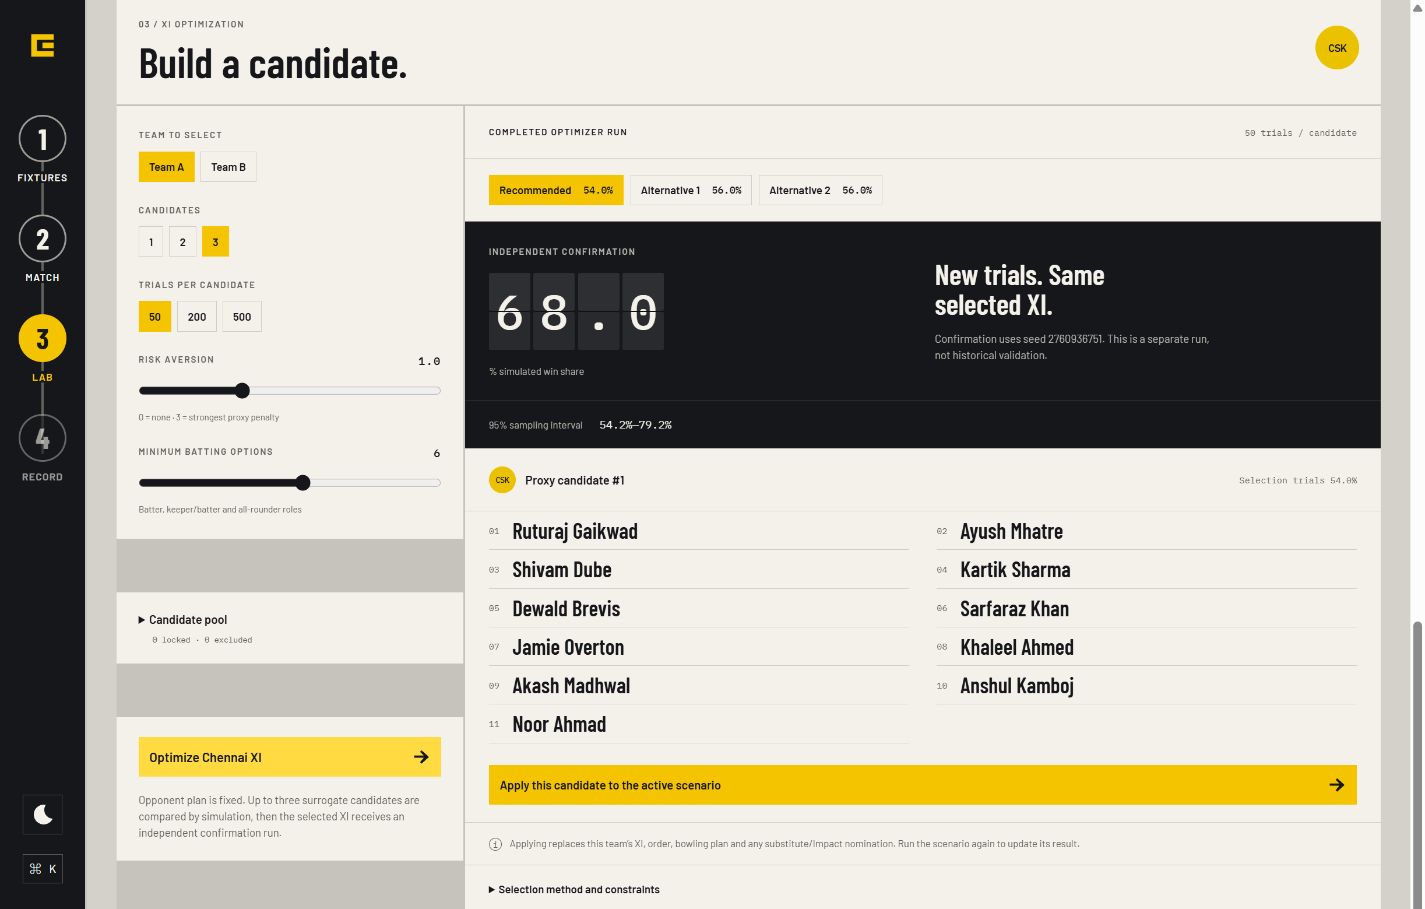 1
FIXTURES
2
MATCH
3
LAB
4
RECORD
⌘ K
03 / XI OPTIMIZATION
Build a candidate.
CSK
TEAM TO SELECT
Team A Team B
CANDIDATES
1 2 3
TRIALS PER CANDIDATE
50 200 500
RISK AVERSION 1.0
0 = none · 3 = strongest proxy penalty
MINIMUM BATTING OPTIONS 6
Batter, keeper/batter and all-rounder roles
▶ Candidate pool
0 locked · 0 excluded
Optimize Chennai XI →
Opponent plan is fixed. Up to three surrogate candidates are
compared by simulation, then the selected XI receives an
independent confirmation run.
COMPLETED OPTIMIZER RUN 50 trials / candidate
Recommended 54.0% Alternative 1 56.0% Alternative 2 56.0%
INDEPENDENT CONFIRMATION
68.0
% simulated win share
New trials. Same
selected XI.
Confirmation uses seed 2760936751. This is a separate run,
not historical validation.
95% sampling interval 54.2%–79.2%
CSK Proxy candidate #1 Selection trials 54.0%
01 Ruturaj Gaikwad 02 Ayush Mhatre
03 Shivam Dube 04 Kartik Sharma
05 Dewald Brevis 06 Sarfaraz Khan
07 Jamie Overton 08 Khaleel Ahmed
09 Akash Madhwal 10 Anshul Kamboj
11 Noor Ahmad
Apply this candidate to the active scenario →
Applying replaces this team's XI, order, bowling plan and any substitute/Impact nomination. Run the scenario again to update its result.
▶ Selection method and constraints